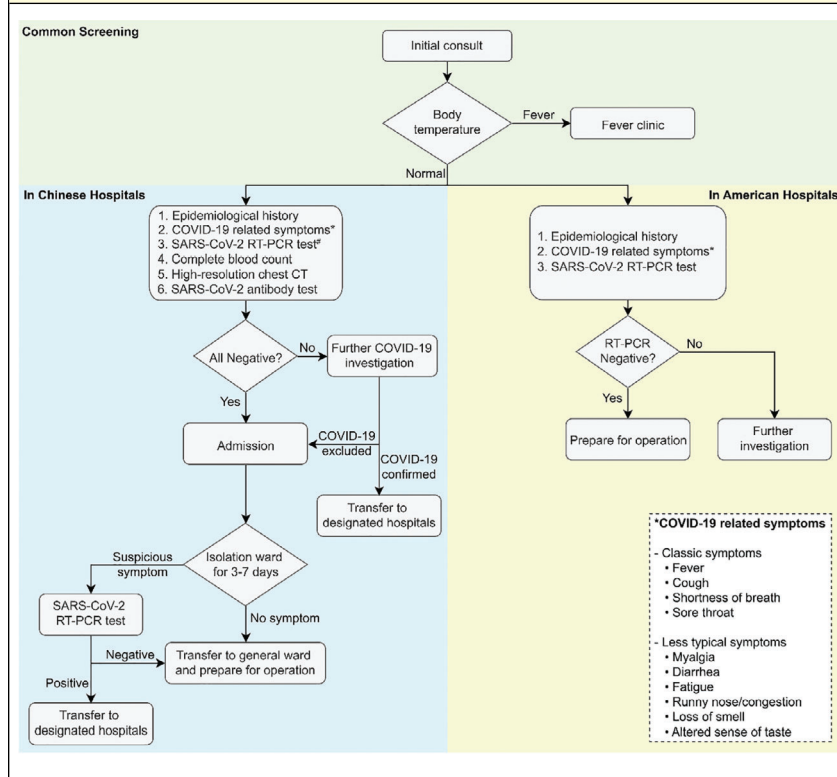 Common Screening
Initial consult
Body
temperature
Fever
Fever clinic
Normal
In Chinese Hospitals
1. Epidemiological history
2. COVID-19 related symptoms*
3. SARS-CoV-2 RT-PCR test#
4. Complete blood count
5. High-resolution chest CT
6. SARS-CoV-2 antibody test
All Negative?
No
Further COVID-19
investigation
Yes
Admission
COVID-19
excluded
COVID-19
confirmed
Transfer to
designated hospitals
Isolation ward
for 3-7 days
Suspicious
symptom
SARS-CoV-2
RT-PCR test
No symptom
Negative
Transfer to general ward
and prepare for operation
Positive
Transfer to
designated hospitals
In American Hospitals
1. Epidemiological history
2. COVID-19 related symptoms*
3. SARS-CoV-2 RT-PCR test
RT-PCR
Negative?
No
Yes
Prepare for operation
Further
investigation
*COVID-19 related symptoms
- Classic symptoms
• Fever
• Cough
• Shortness of breath
• Sore throat
- Less typical symptoms
• Myalgia
• Diarrhea
• Fatigue
• Runny nose/congestion
• Loss of smell
• Altered sense of taste